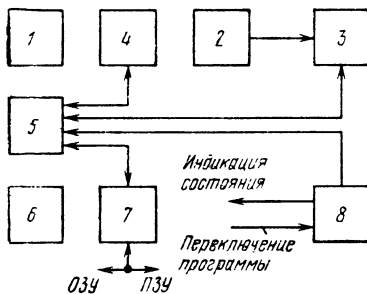 1
4
2
3
5
Индикация
состояния
6
7
8
Переключение
программы
ОЗУ ПЗУ